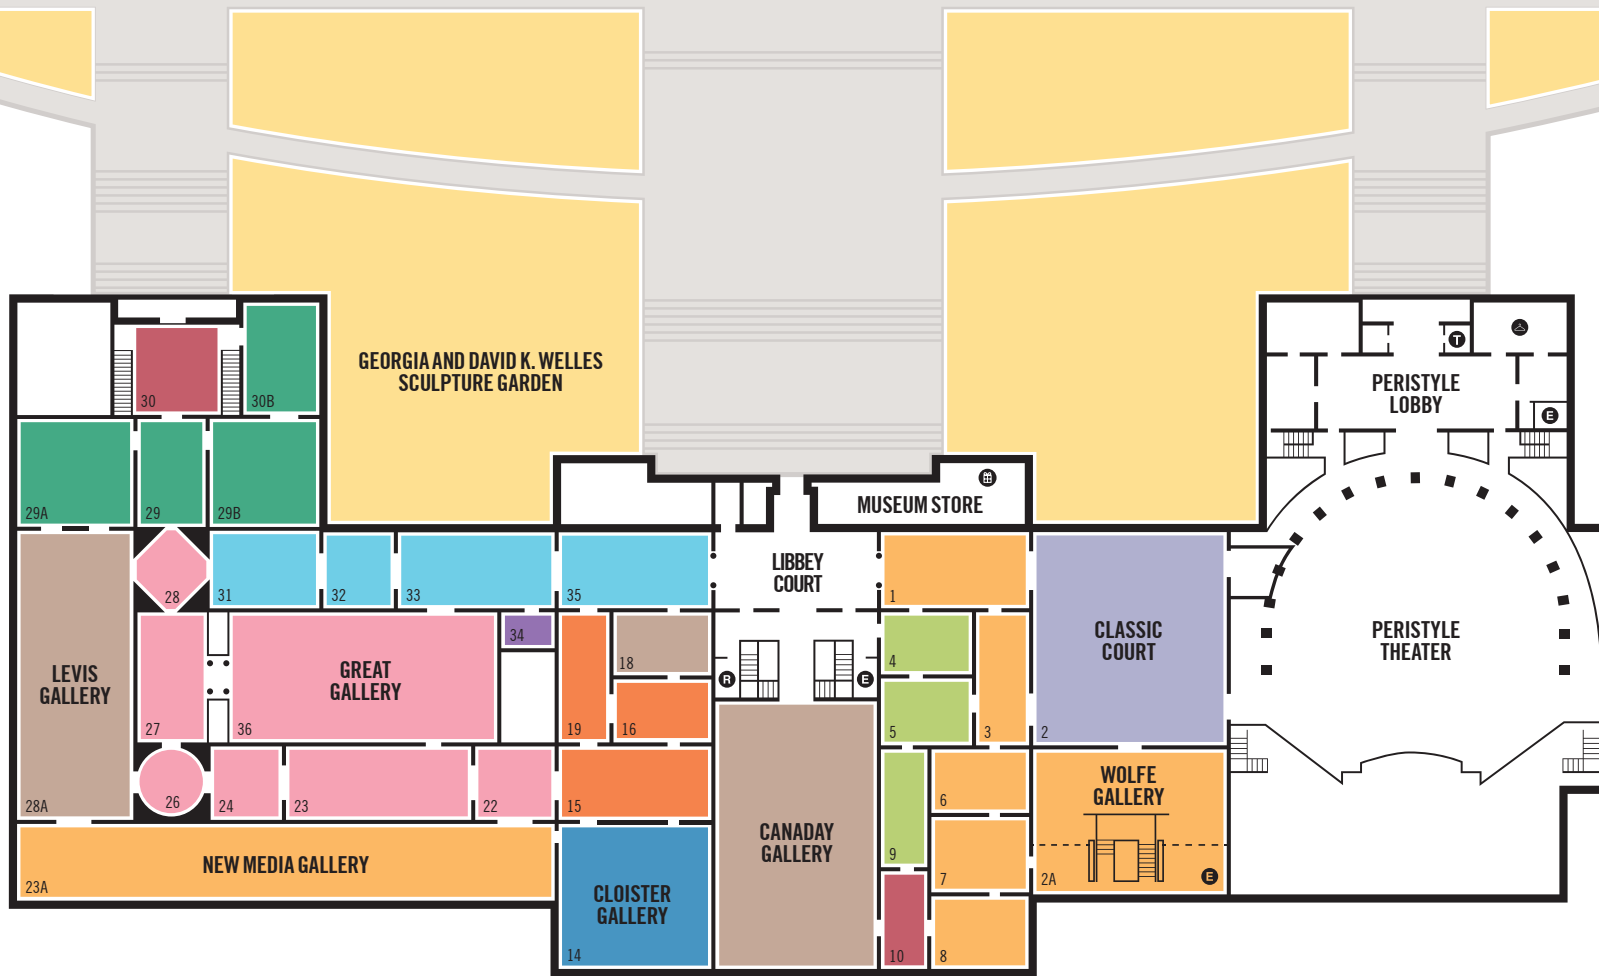 GEORGIA AND DAVID K. WELLES
SCULPTURE GARDEN
30
30B
T
PERISTYLE
LOBBY
E
29A
29
29B
MUSEUM STORE
28
31
32
33
35
LIBBEY
COURT
1
34
18
4
CLASSIC
COURT
PERISTYLE
THEATER
LEVIS
GALLERY
GREAT
GALLERY
R
E
27
36
19
16
5
3
2
28A
26
24
23
22
15
6
WOLFE
GALLERY
CANADAY
GALLERY
9
NEW MEDIA GALLERY
23A
7
2A
E
CLOISTER
GALLERY
14
10
8